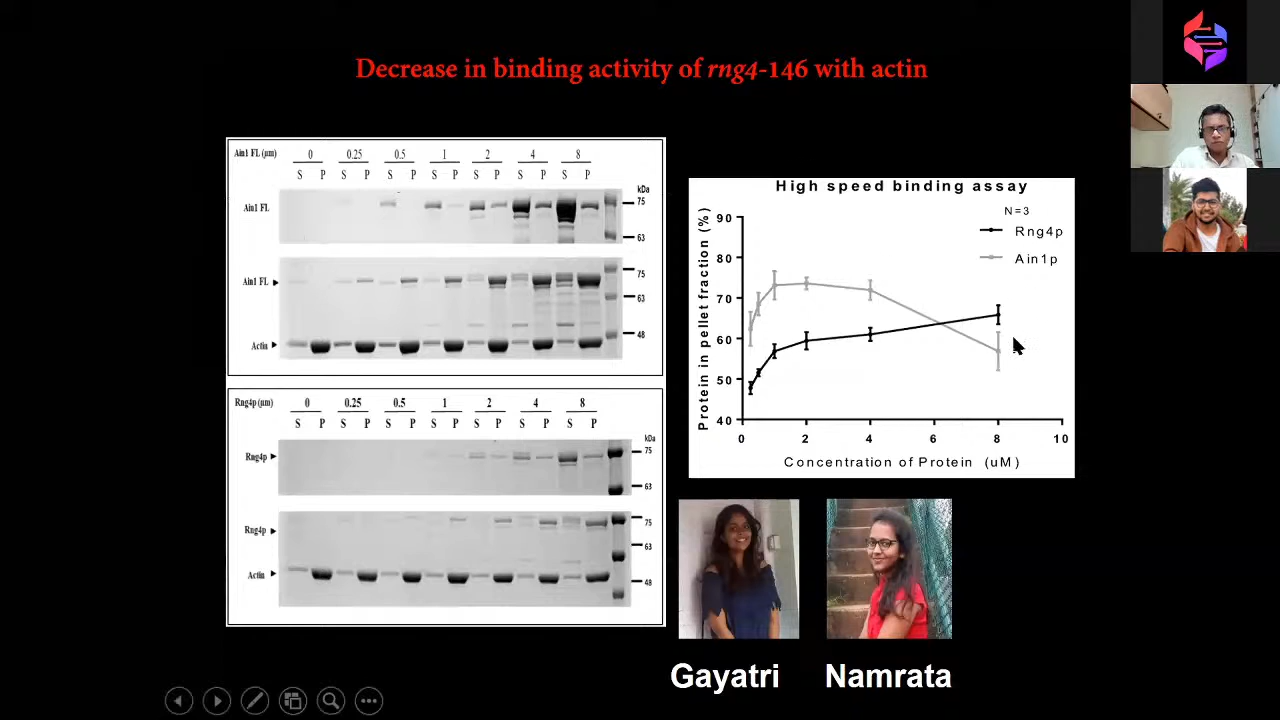 Decrease in binding activity of rng4-146 with actin
Ain1 FL (μm) 0 0.25 0.5 1 2 4 8
S P S P S P S P S P S P S P
kDa
Ain1 FL
75
63
Ain1 FL
75
63
48
Actin
Rng4p (μm) 0 0.25 0.5 1 2 4 8
S P S P S P S P S P S P S P
kDa
Rng4p
75
63
Rng4p
75
63
Actin
48
High speed binding assay
N=3
Rng4p
Ain1p
Protein in pellet fraction (%)
90
80
70
60
50
40
0 2 4 6 8 10
Concentration of Protein (uM)
Gayatri Namrata